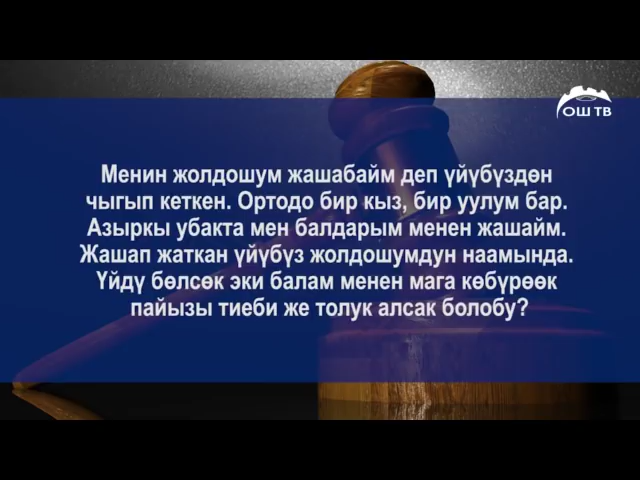 ОШ ТВ
Менин жолдошум жашабайм деп үйүбүздөн
чыгып кеткен. Ортодо бир кыз, бир уулум бар.
Азыркы убакта мен балдарым менен жашайм.
Жашап жаткан үйүбүз жолдошумдун наамында.
Үйдү бөлсөк эки балам менен мага көбүрөөк
пайызы тиеби же толук алсак болобу?